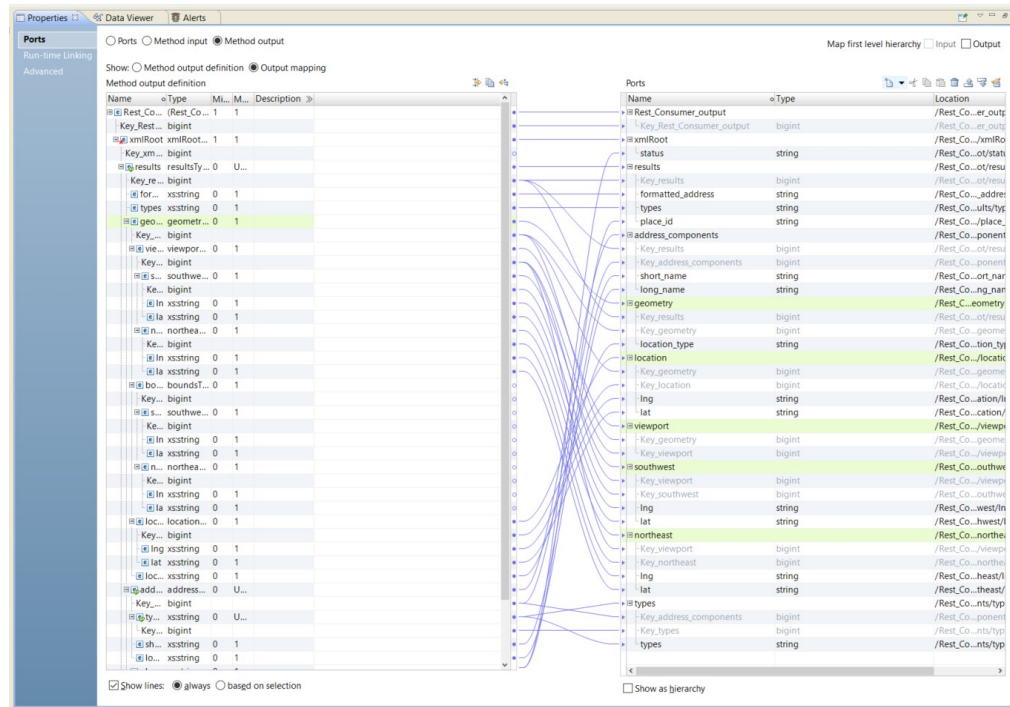 Properties Data Viewer Alerts
Ports
Run-time Linking
Advanced
Ports Method input Method output
Map first level hierarchy Input Output
Show: Method output definition Output mapping
Method output definition
Name Type Mi... M... Description
Rest_Co... (Rest_Co... 1 1
Key_Rest... bigint
xmlRoot xmlRoot... 1 1
Key_xm... bigint
results resultsTy... 0 U...
Key_re... bigint
for... xs:string 0 1
types xs:string 0 1
geo... geometr... 0 1
Key_... bigint
vie... viewpor... 0 1
Key... bigint
s... southwe... 0 1
Ke... bigint
ln xs:string 0 1
la xs:string 0 1
n... northea... 0 1
Ke... bigint
ln xs:string 0 1
la xs:string 0 1
bo... boundsT... 0 1
Key... bigint
s... southwe... 0 1
Ke... bigint
ln xs:string 0 1
la xs:string 0 1
n... northea... 0 1
Ke... bigint
ln xs:string 0 1
la xs:string 0 1
loc... location... 0 1
Key... bigint
lng xs:string 0 1
lat xs:string 0 1
loc... xs:string 0 1
add... address... 0 U...
Key_... bigint
ty... xs:string 0 U...
Key... bigint
sh... xs:string 0 1
lo... xs:string 0 1
Show lines: always based on selection
Ports
Name Type Location
Rest_Consumer_output /Rest_Co...er_outp
Key_Rest_Consumer_output bigint /Rest_Co...er_outp
xmlRoot /Rest_Co.../xmlRo
status string /Rest_Co...ot/statu
results /Rest_Co...ot/resu
Key_results bigint /Rest_Co...ot/resu
formatted_address string /Rest_Co..._addres
types string /Rest_Co...ults/typ
place_id string /Rest_Co.../place_
address_components /Rest_Co...ponent
Key_results bigint /Rest_Co...ot/resu
Key_address_components bigint /Rest_Co...ponent
short_name string /Rest_Co...ort_nar
long_name string /Rest_Co...ng_nan
geometry /Rest_C...eometry
Key_results bigint /Rest_Co...ot/resu
Key_geometry bigint /Rest_Co...geome
location_type string /Rest_Co...tion_typ
location /Rest_Co.../locatic
Key_geometry bigint /Rest_Co...geome
Key_location bigint /Rest_Co.../locatic
lng string /Rest_Co...ation/lu
lat string /Rest_Co...cation/
viewport /Rest_Co.../viewpo
Key_geometry bigint /Rest_Co...geome
Key_viewport bigint /Rest_Co.../viewpo
southwest /Rest_Co...outhwe
Key_viewport bigint /Rest_Co.../viewpo
Key_southwest bigint /Rest_Co...outhwe
lng string /Rest_Co...west/ln
lat string /Rest_Co...hwest/l
northeast /Rest_Co...northe
Key_viewport bigint /Rest_Co.../viewpo
Key_northeast bigint /Rest_Co...northe
lng string /Rest_Co...heast/l
lat string /Rest_Co...theast/
types /Rest_Co...nts/typ
Key_address_components bigint /Rest_Co...ponent
Key_types bigint /Rest_Co...nts/typ
types string /Rest_Co...nts/typ
Show as hierarchy